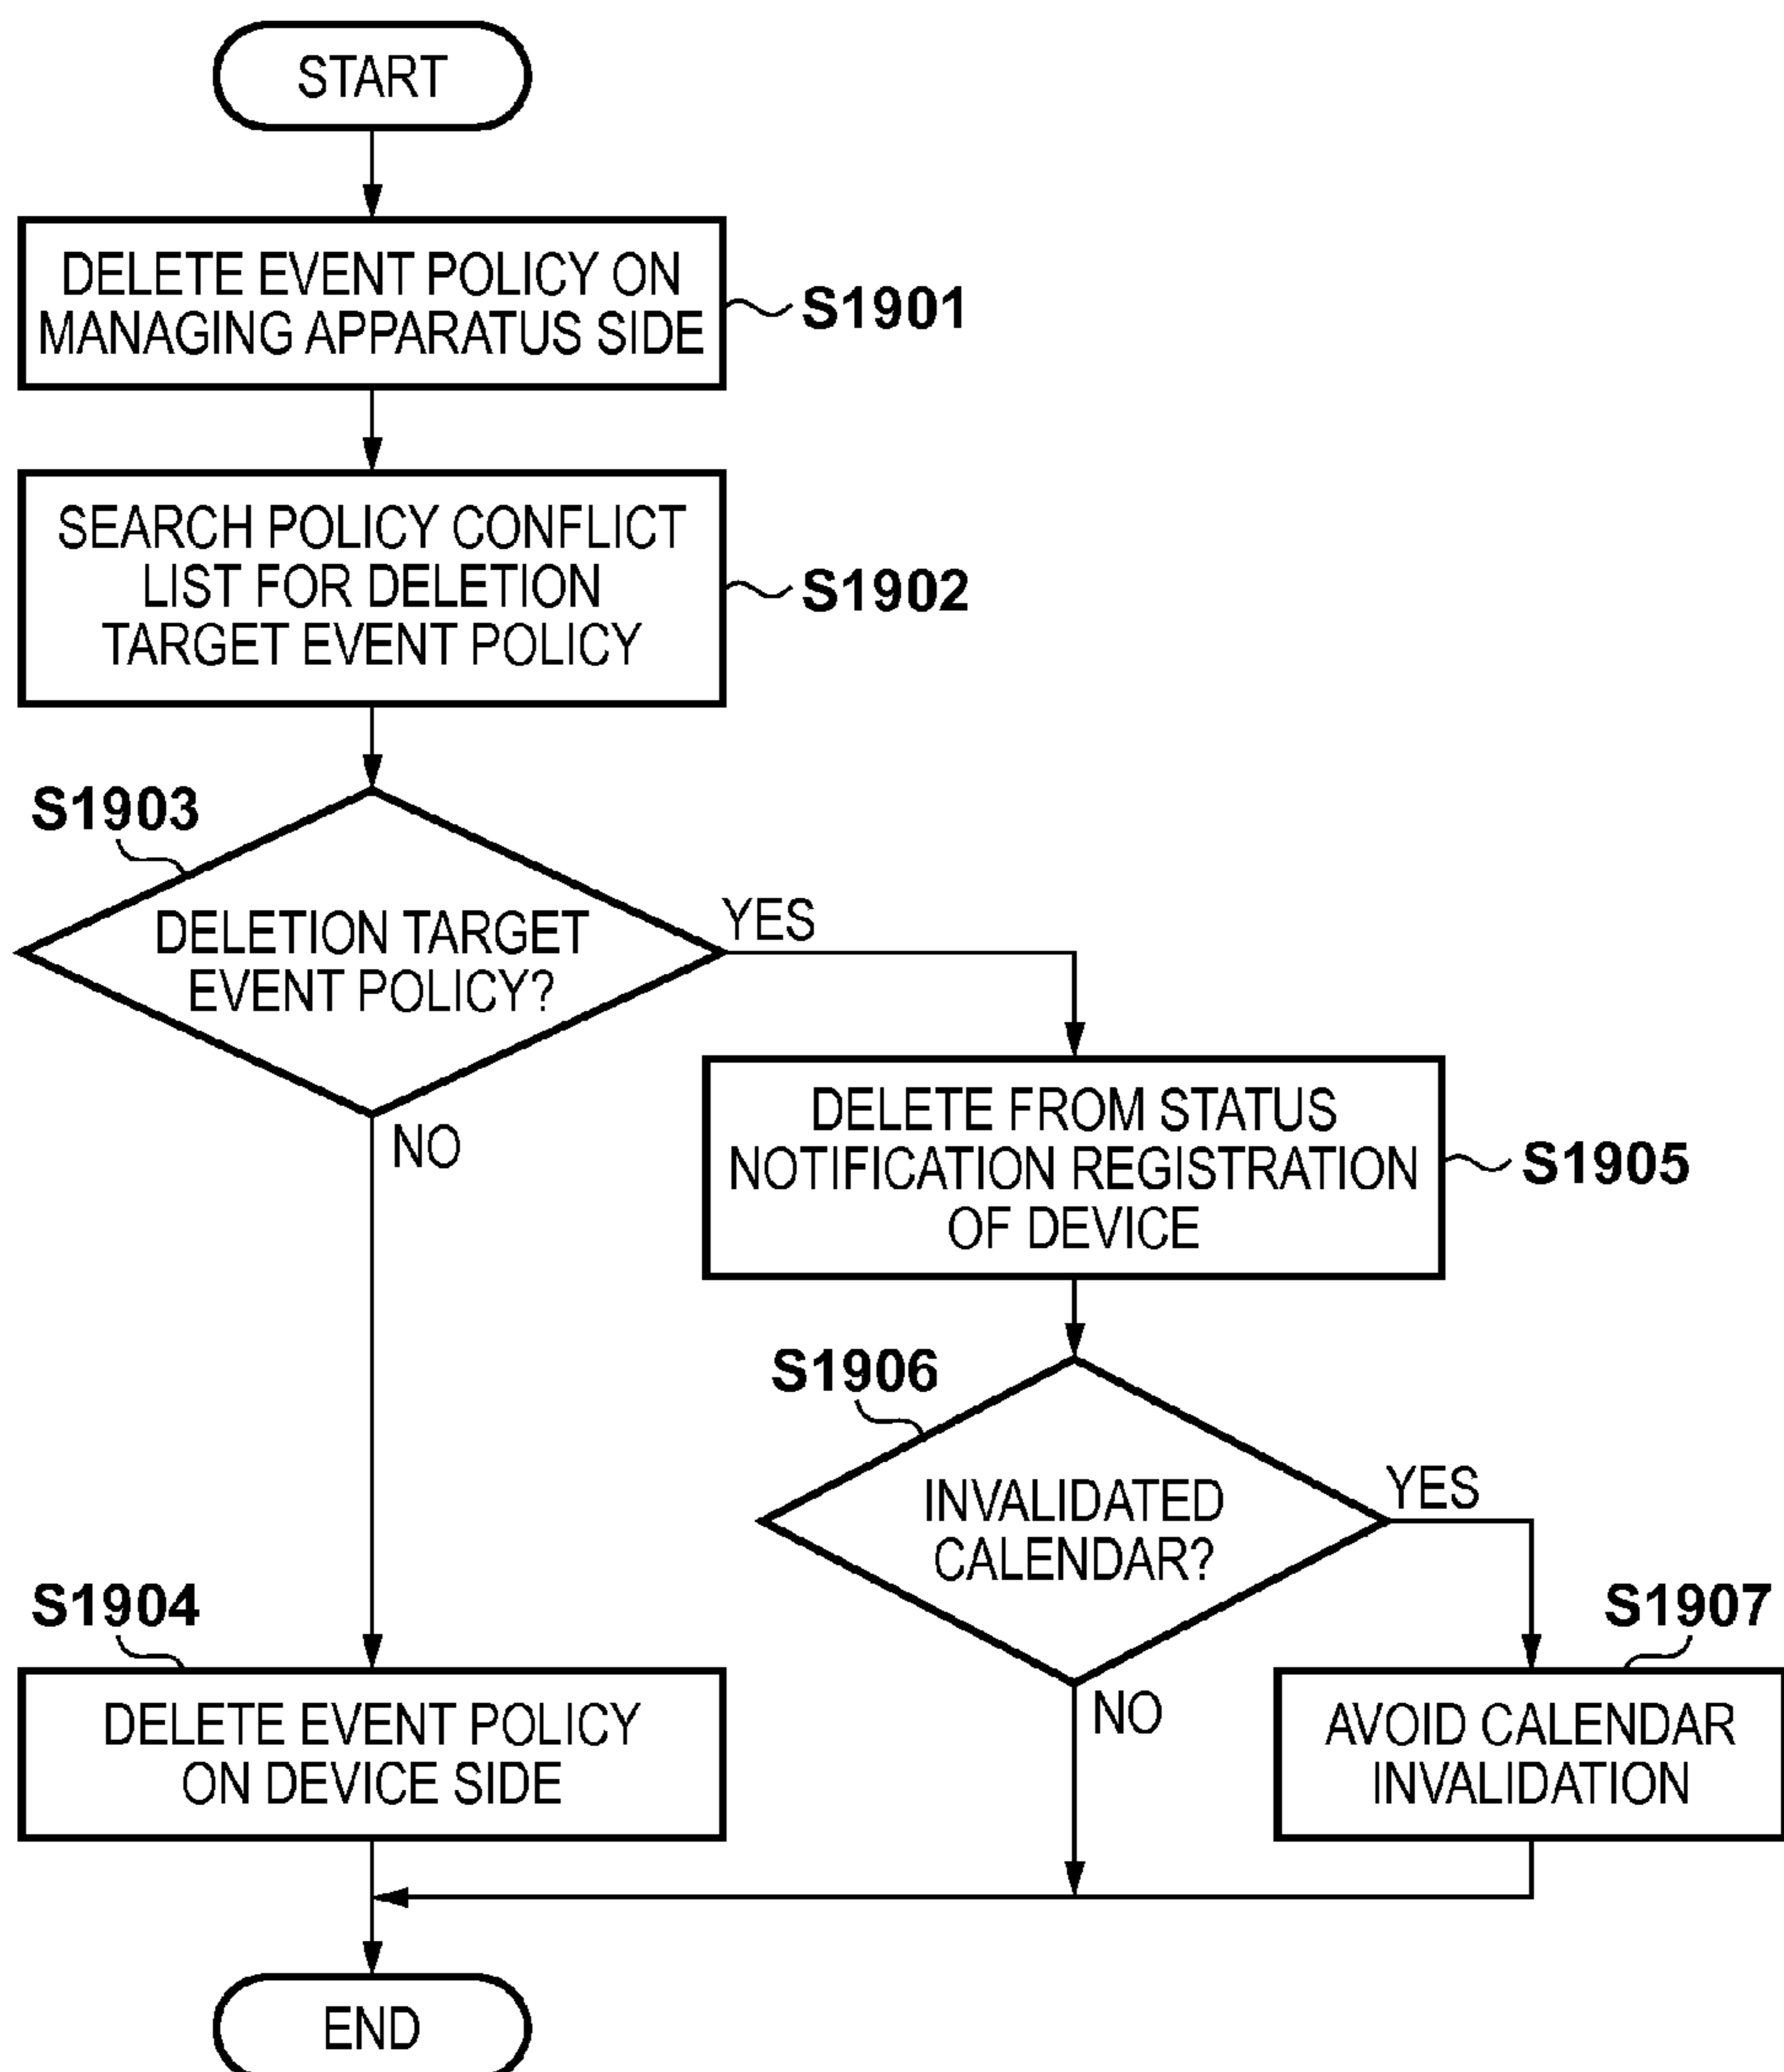 START
DELETE EVENT POLICY ON
MANAGING APPARATUS SIDE
S1901
SEARCH POLICY CONFLICT
LIST FOR DELETION
TARGET EVENT POLICY
S1902
S1903
DELETION TARGET
EVENT POLICY?
YES
NO
DELETE FROM STATUS
NOTIFICATION REGISTRATION
OF DEVICE
S1905
S1906
INVALIDATED
CALENDAR?
YES
NO
S1904
DELETE EVENT POLICY
ON DEVICE SIDE
S1907
AVOID CALENDAR
INVALIDATION
END